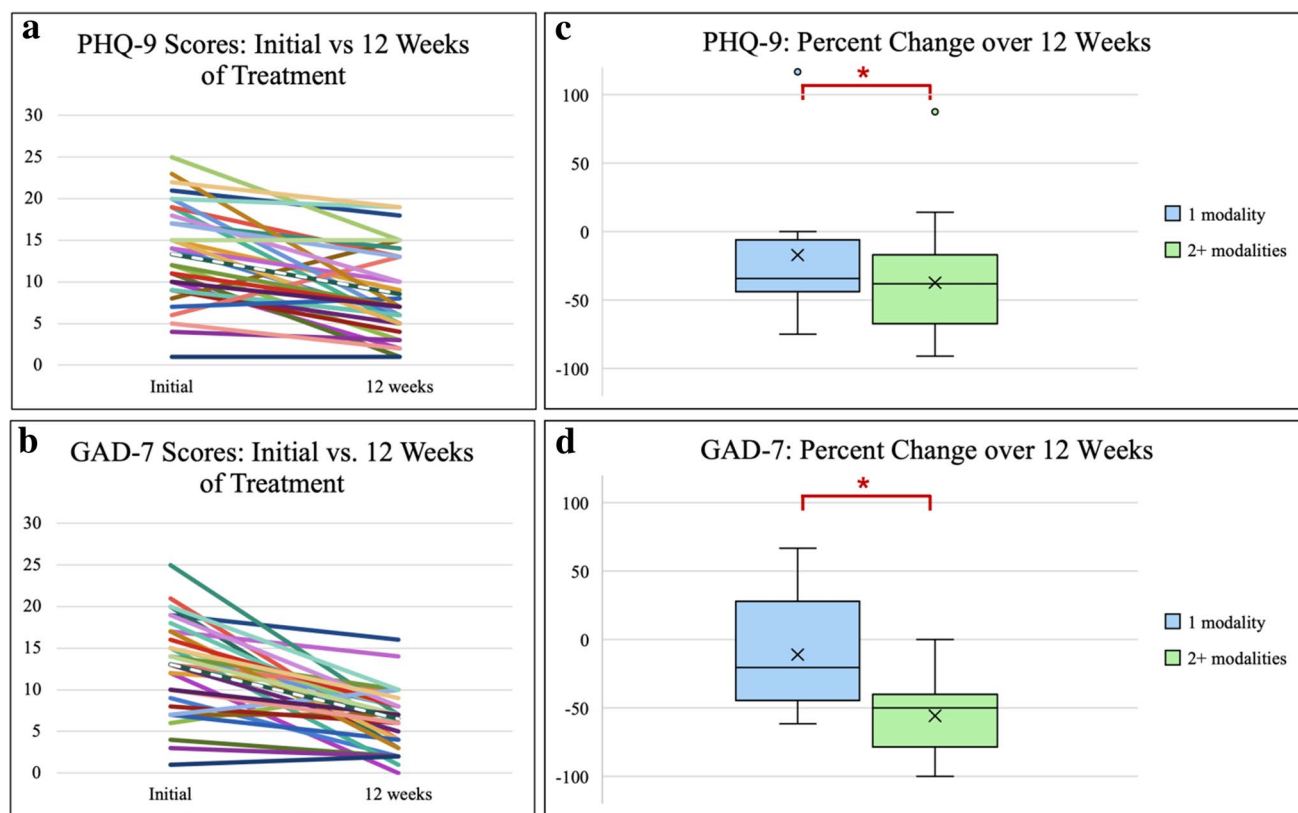 a
PHQ-9 Scores: Initial vs 12 Weeks
of Treatment
30
25
20
15
10
5
0
Initial 12 weeks
c
PHQ-9: Percent Change over 12 Weeks
*
100
50
0
-50
-100
1 modality
2+ modalities
b
GAD-7 Scores: Initial vs. 12 Weeks
of Treatment
30
25
20
15
10
5
0
Initial 12 weeks
d
GAD-7: Percent Change over 12 Weeks
*
100
50
0
-50
-100
1 modality
2+ modalities